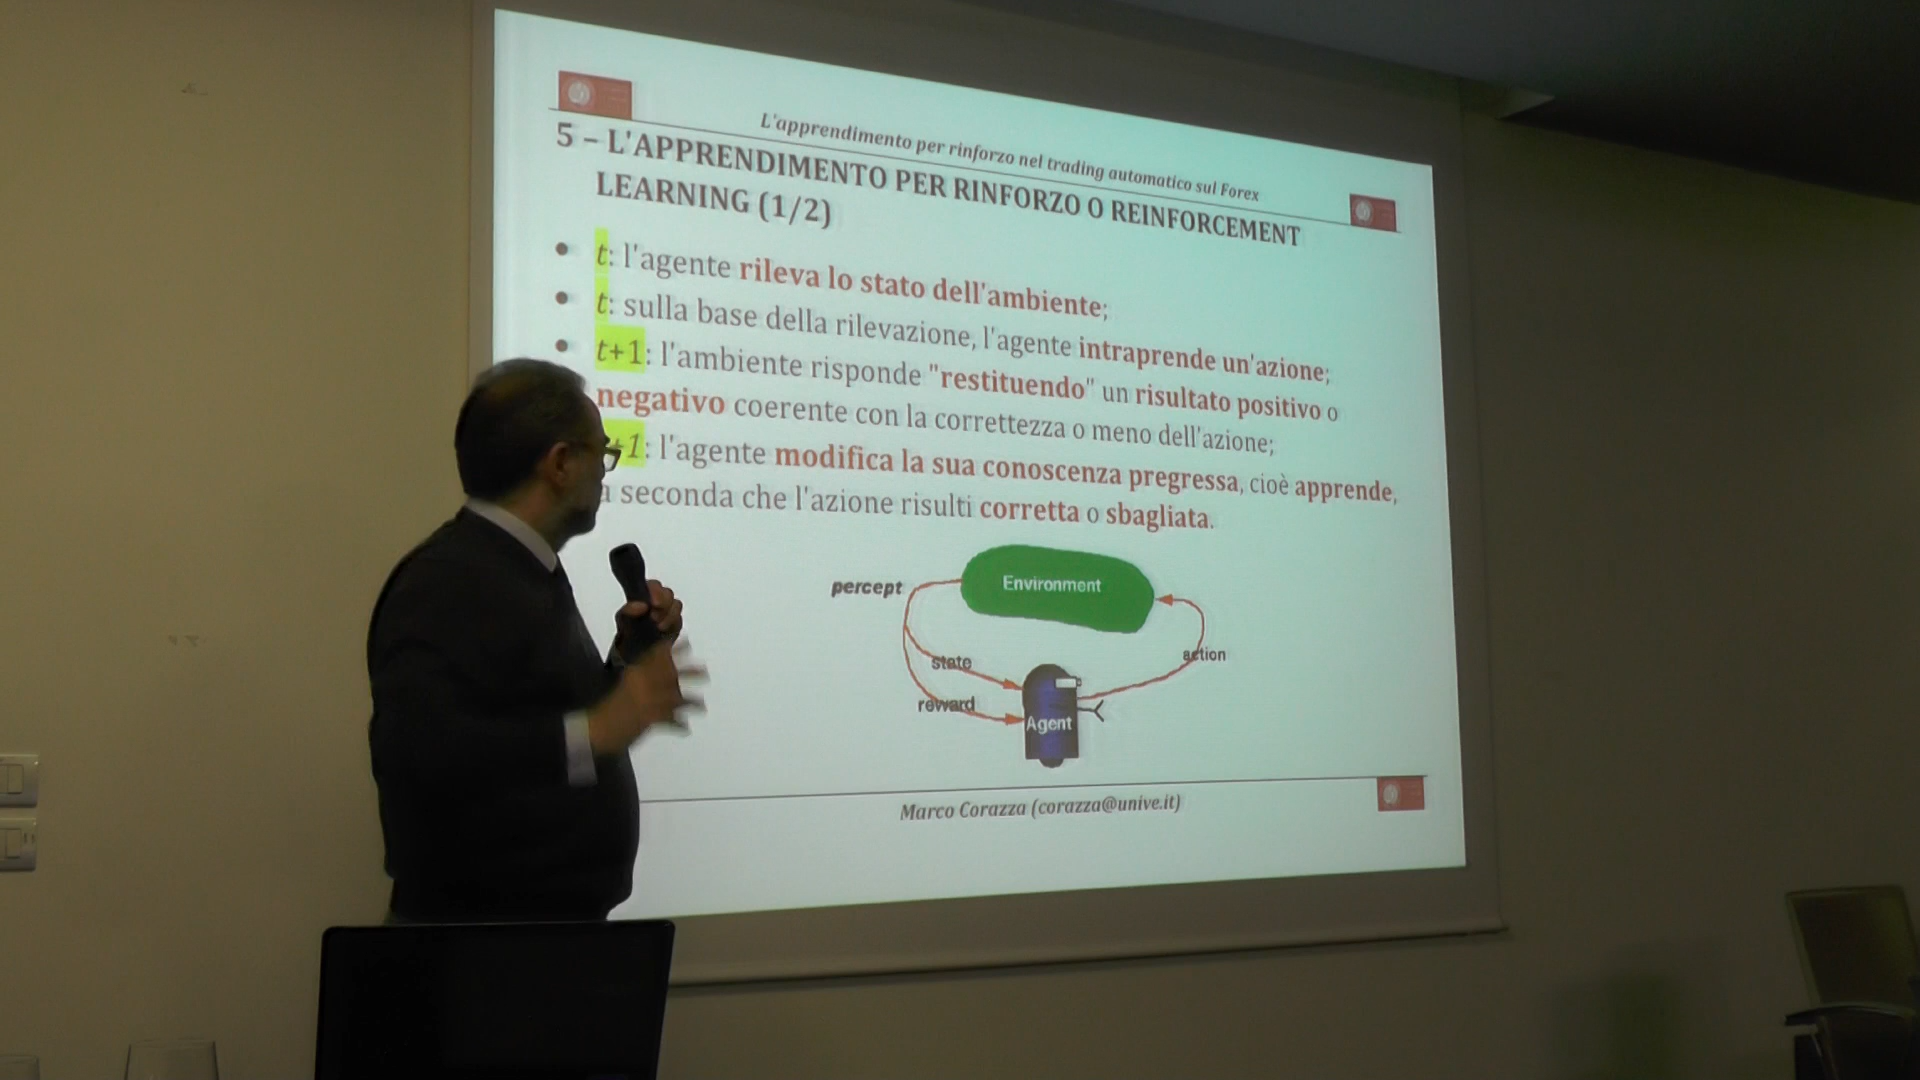 L'apprendimento per rinforzo nel trading automatico sul Forex
5 – L'APPRENDIMENTO PER RINFORZO O REINFORCEMENT
LEARNING (1/2)
• t: l'agente rileva lo stato dell'ambiente;
• t: sulla base della rilevazione, l'agente intraprende un'azione;
• t+1: l'ambiente risponde "restituendo" un risultato positivo o
negativo coerente con la correttezza o meno dell'azione;
+1: l'agente modifica la sua conoscenza pregressa, cioè apprende,
a seconda che l'azione risulti corretta o sbagliata.
percept
Environment
state
action
reward
Agent
Marco Corazza (corazza@unive.it)